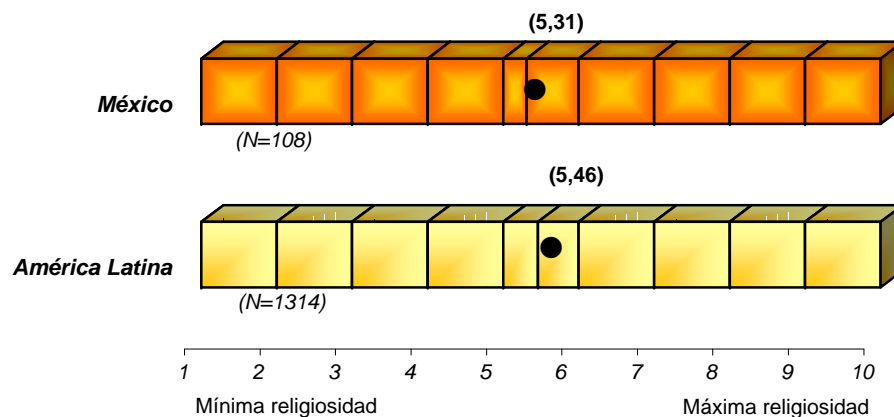 (5,31)
México
(N=108)
(5,46)
América Latina
(N=1314)
1 2 3 4 5 6 7 8 9 10
Mínima religiosidad Máxima religiosidad